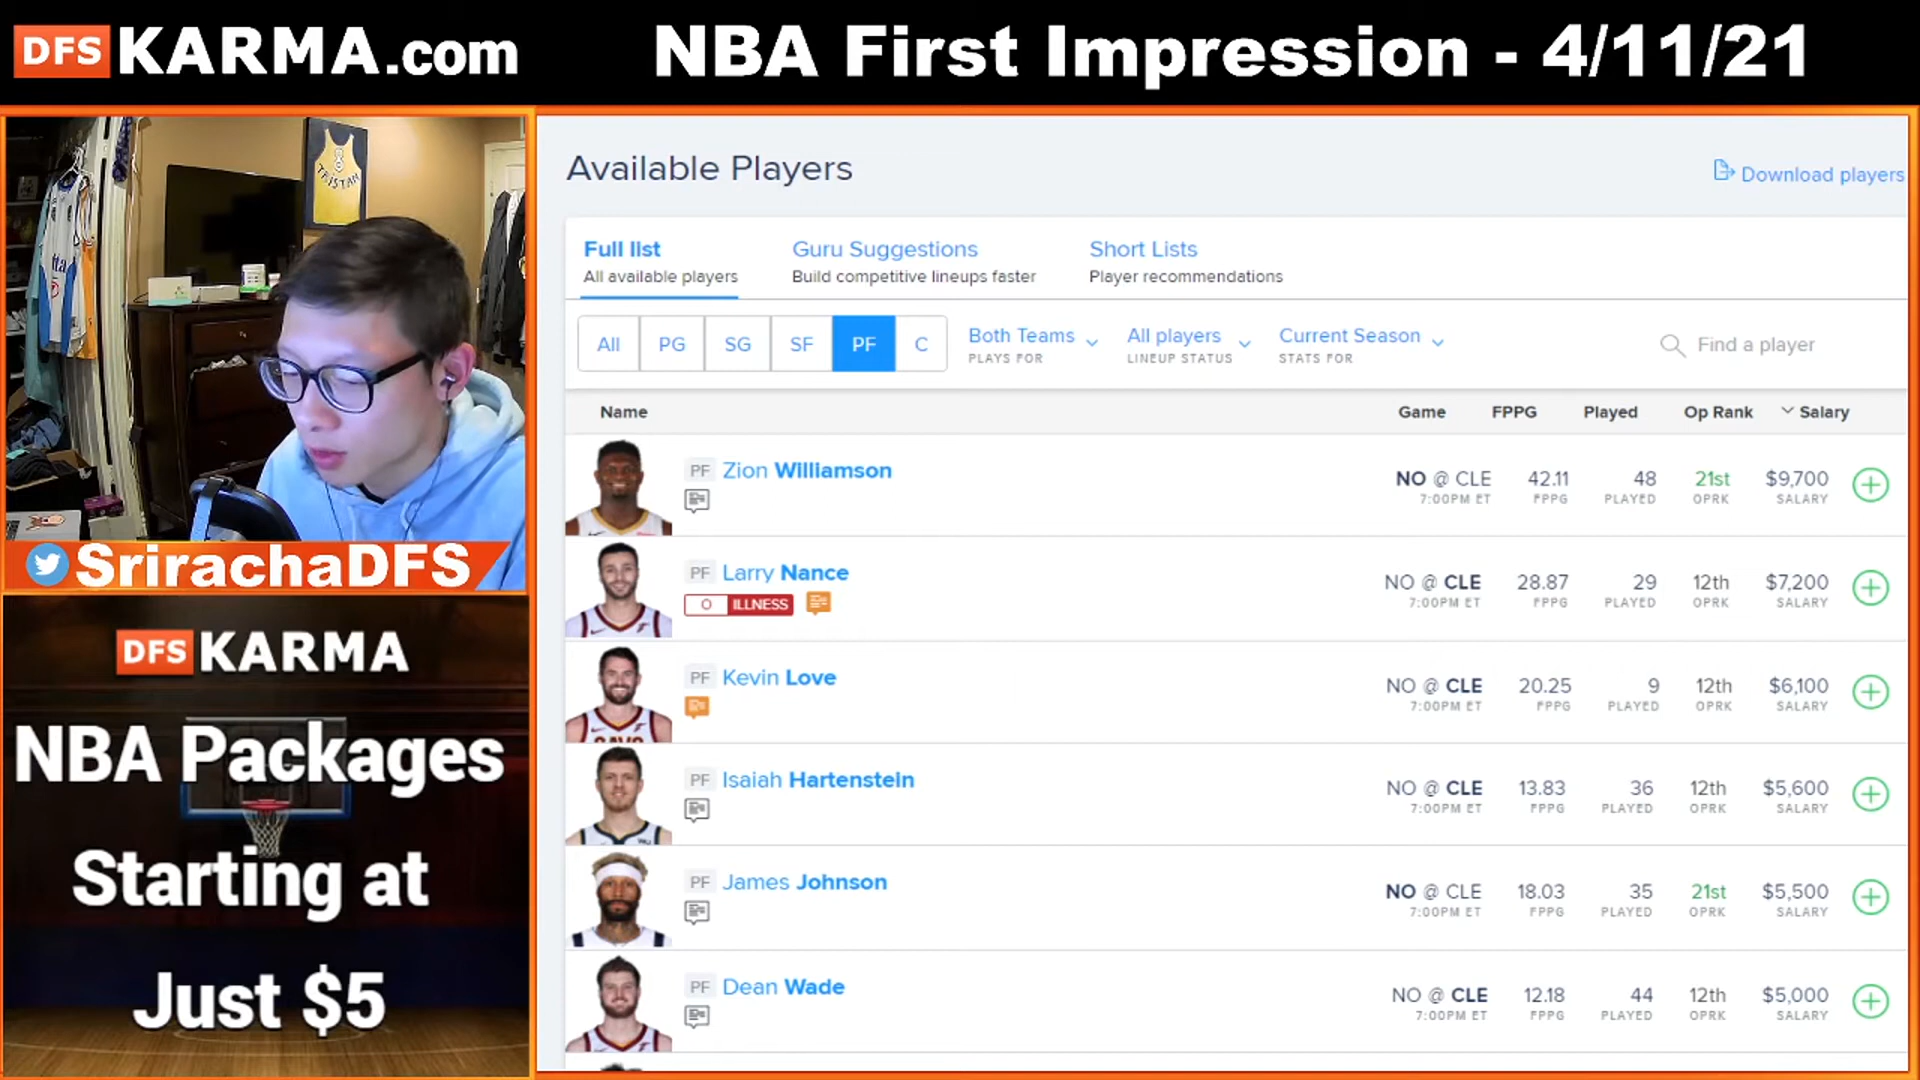 DFS KARMA.com
NBA First Impression - 4/11/21
8
TRISTAN
SrirachaDFS
DFS KARMA
NBA Packages
Starting at
Just $5
Available Players
Download players
Full list
All available players
Guru Suggestions
Build competitive lineups faster
Short Lists
Player recommendations
All PG SG SF PF C
Both Teams
PLAYS FOR
All players
LINEUP STATUS
Current Season
STATS FOR
Find a player
Name Game FPPG Played Op Rank Salary
PF Zion Williamson NO @ CLE 42.11 48 21st $9,700
7:00PM ET FPPG PLAYED OPRK SALARY
PF Larry Nance NO @ CLE 28.87 29 12th $7,200
O ILLNESS 7:00PM ET FPPG PLAYED OPRK SALARY
PF Kevin Love NO @ CLE 20.25 9 12th $6,100
7:00PM ET FPPG PLAYED OPRK SALARY
PF Isaiah Hartenstein NO @ CLE 13.83 36 12th $5,600
7:00PM ET FPPG PLAYED OPRK SALARY
PF James Johnson NO @ CLE 18.03 35 21st $5,500
7:00PM ET FPPG PLAYED OPRK SALARY
PF Dean Wade NO @ CLE 12.18 44 12th $5,000
7:00PM ET FPPG PLAYED OPRK SALARY